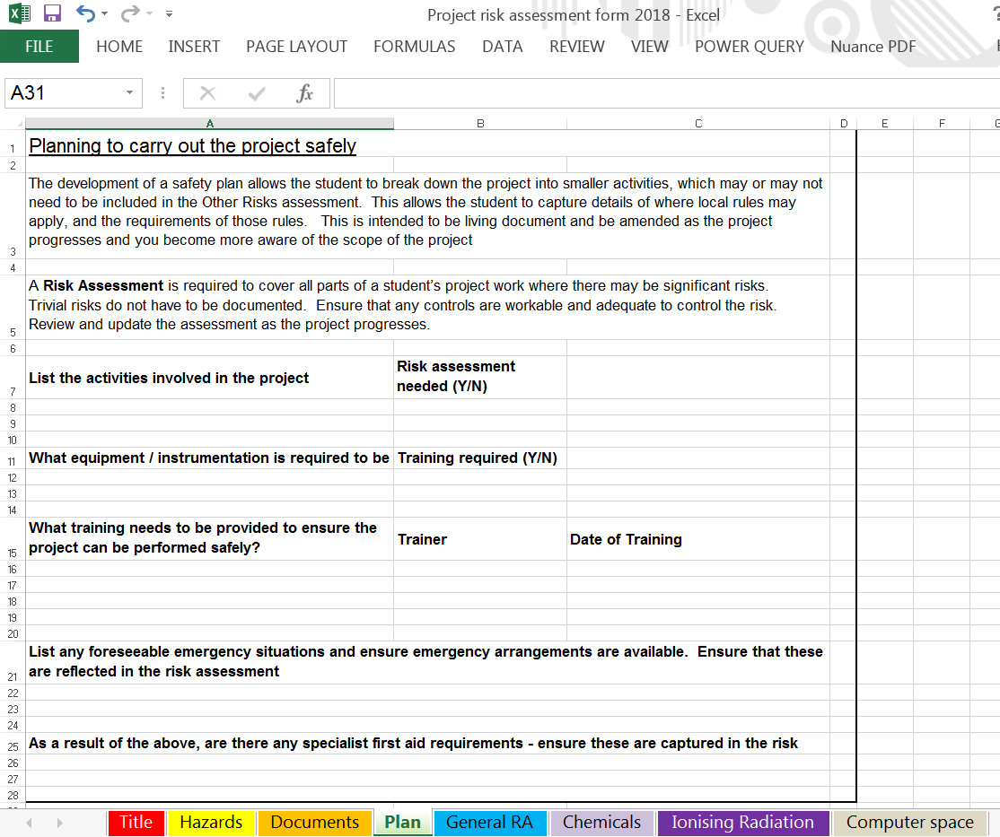 Project risk assessment form 2018 - Excel
?
FILE HOME INSERT PAGE LAYOUT FORMULAS DATA REVIEW VIEW POWER QUERY Nuance PDF
A31
fx
A B C D E F
1 Planning to carry out the project safely
2
The development of a safety plan allows the student to break down the project into smaller activities, which may or may not
need to be included in the Other Risks assessment.  This allows the student to capture details of where local rules may
apply, and the requirements of those rules.   This is intended to be living document and be amended as the project
progresses and you become more aware of the scope of the project
3
4
A Risk Assessment is required to cover all parts of a student's project work where there may be significant risks.
Trivial risks do not have to be documented.  Ensure that any controls are workable and adequate to control the risk.
Review and update the assessment as the project progresses.
5
6
Risk assessment
List the activities involved in the project
needed (Y/N)
7
8
9
10
11 What equipment / instrumentation is required to be Training required (Y/N)
12
13
14
What training needs to be provided to ensure the
Trainer Date of Training
project can be performed safely?
15
16
17
18
19
20
List any foreseeable emergency situations and ensure emergency arrangements are available.  Ensure that these
are reflected in the risk assessment
21
22
23
24
25 As a result of the above, are there any specialist first aid requirements - ensure these are captured in the risk
26
27
28
Title Hazards Documents Plan General RA Chemicals Ionising Radiation Computer space